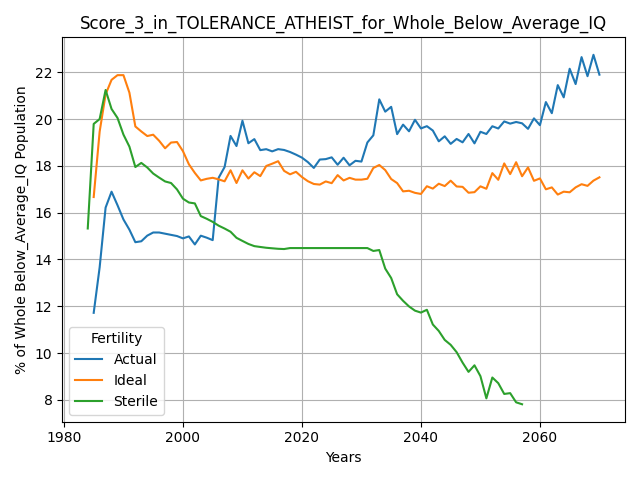 Score_3_in_TOLERANCE_ATHEIST_for_Whole_Below_Average_IQ
% of Whole Below_Average_IQ Population
22
20
18
16
14
12
10
8
Fertility
Actual
Ideal
Sterile
1980 2000 2020 2040 2060
Years